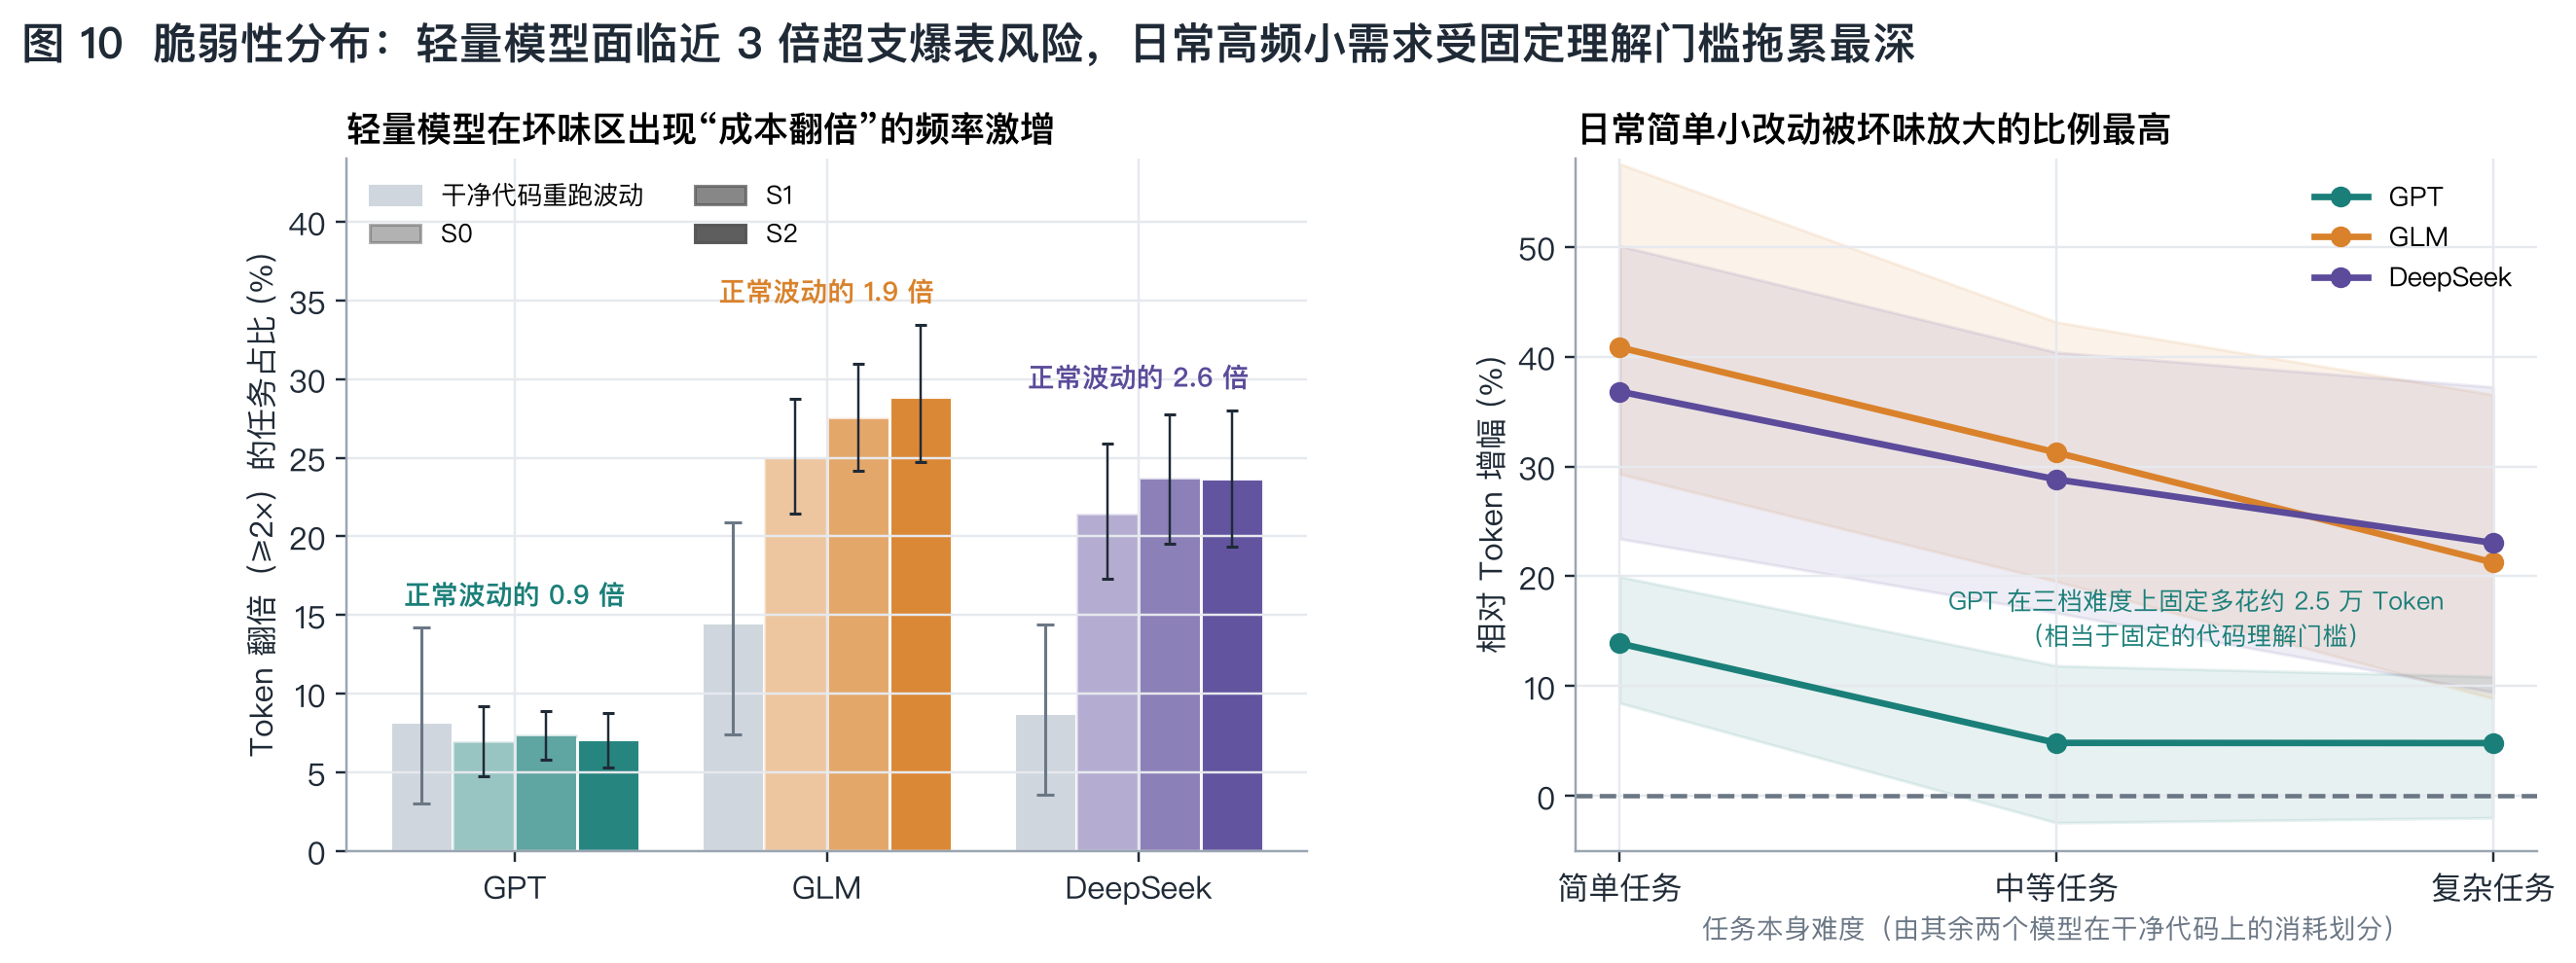 图 10 脆弱性分布：轻量模型面临近 3 倍超支爆表风险，日常高频小需求受固定理解门槛拖累最深
轻量模型在坏味区出现“成本翻倍”的频率激增
干净代码重跑波动
S0
S1
S2
Token 翻倍（≥2×）的任务占比 (%)
40
35
30
25
20
15
10
5
0
正常波动的 0.9 倍
正常波动的 1.9 倍
正常波动的 2.6 倍
GPT
GLM
DeepSeek
日常简单小改动被坏味放大的比例最高
GPT
GLM
DeepSeek
相对 Token 增幅 (%)
50
40
30
20
10
0
GPT 在三档难度上固定多花约 2.5 万 Token
（相当于固定的代码理解门槛）
简单任务
中等任务
复杂任务
任务本身难度（由其余两个模型在干净代码上的消耗划分）